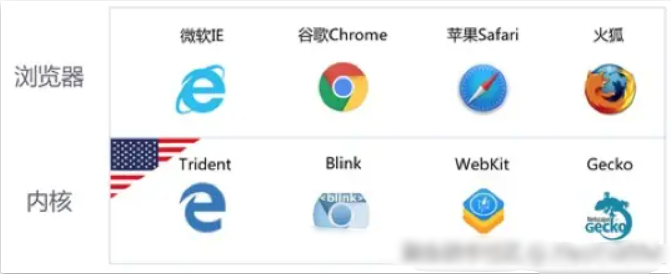 微软IE 谷歌Chrome 苹果Safari 火狐
浏览器
Trident Blink WebKit Gecko
<blink>
内核
Netscape
GECKO